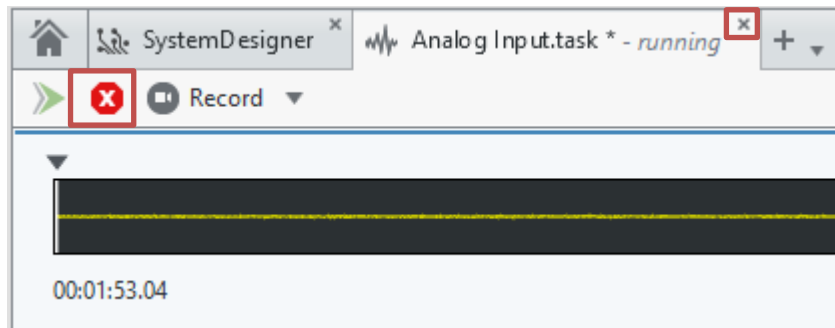 SystemDesigner × Analog Input.task * - running × +
Record
00:01:53.04